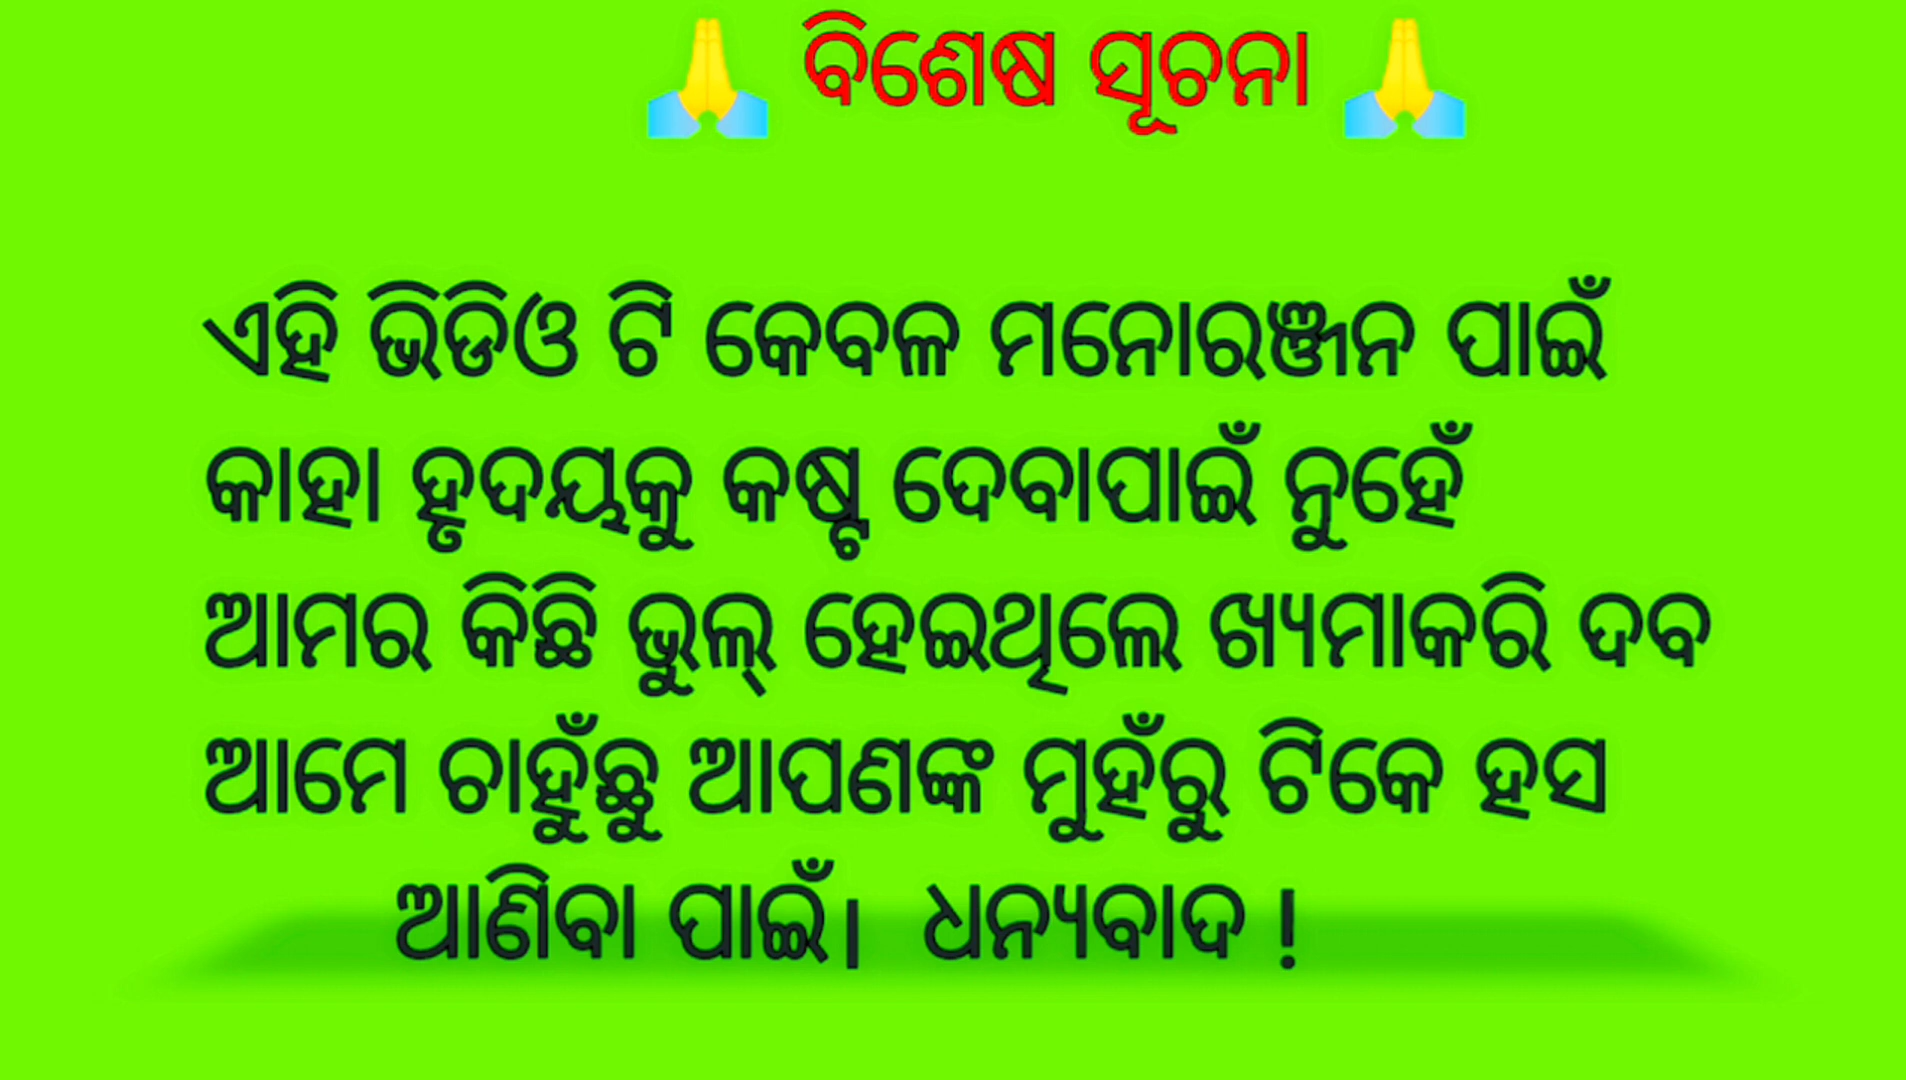 🙏 ବିଶେଷ ସୂଚନା 🙏
ଏହି ଭିଡିଓ ଟି କେବଳ ମନୋରଞ୍ଜନ ପାଇଁ
କାହା ହୃଦୟକୁ କଷ୍ଟ ଦେବାପାଇଁ ନୁହେଁ
ଆମର କିଛି ଭୁଲ୍ ହେଇଥିଲେ ଖ୍ୟମାକରି ଦବ
ଆମେ ଚାହୁଁଛୁ ଆପଣଙ୍କ ମୁହଁରୁ ଟିକେ ହସ
ଆଣିବା ପାଇଁ। ଧନ୍ୟବାଦ !